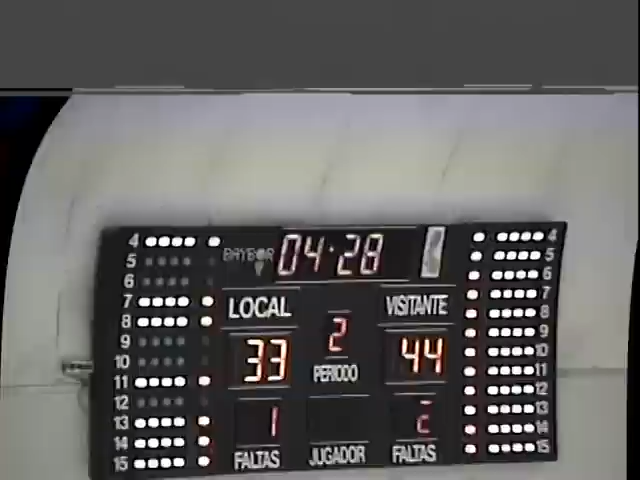 DAYBOR 04:28
LOCAL VISITANTE
33 2 44
PERIODO
1
FALTAS JUGADOR FALTAS
4 4
5 5
6 6
7 7
8 8
9 9
10 10
11 11
12 12
13 13
14 14
15 15